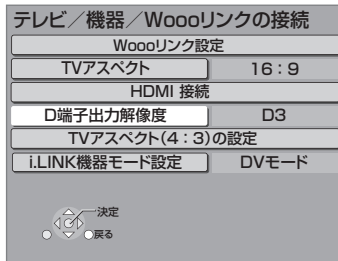 テレビ／機器／Woooリンクの接続
Woooリンク設定
TVアスペクト 16：9
HDMI 接続
D端子出力解像度 D3
TVアスペクト(4：3)の設定
i.LINK機器モード設定 DVモード
決定
戻る